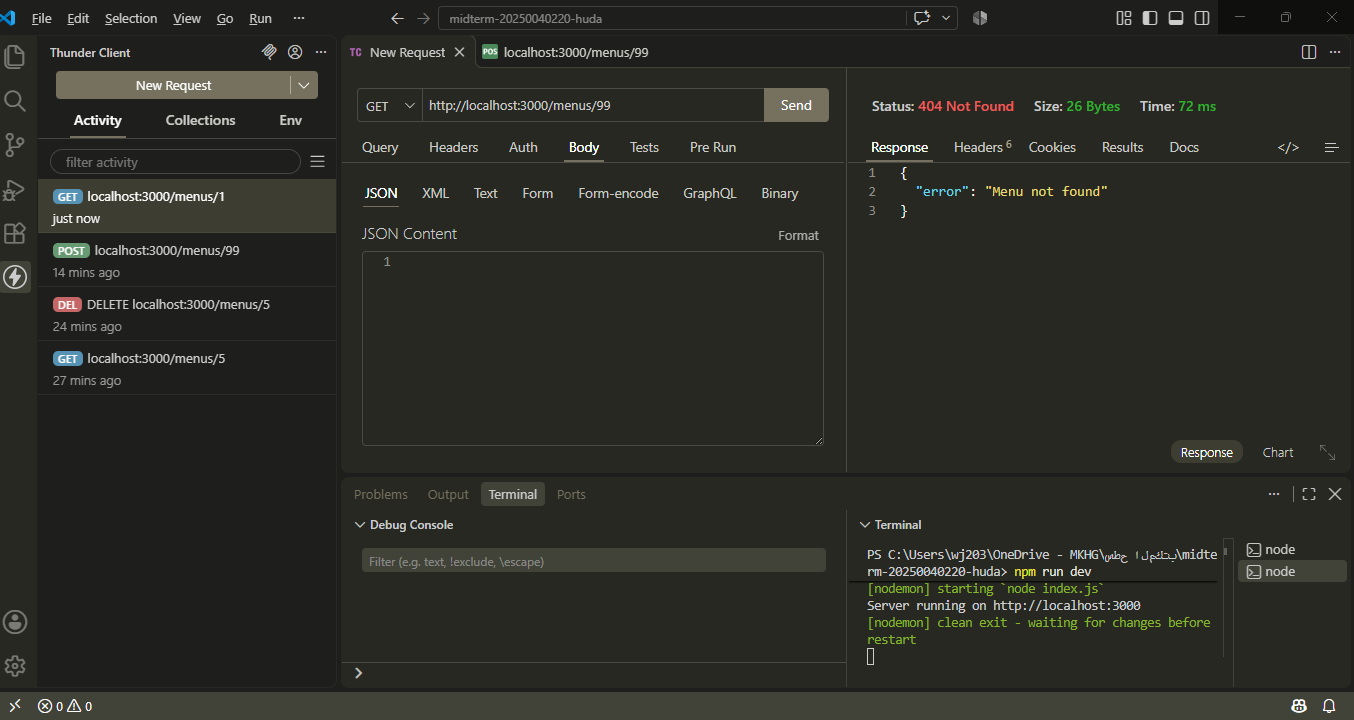 File Edit Selection View Go Run ···
midterm-20250040220-huda
Thunder Client
New Request
Activity Collections Env
filter activity
GET localhost:3000/menus/1
just now
POST localhost:3000/menus/99
14 mins ago
DEL DELETE localhost:3000/menus/5
24 mins ago
GET localhost:3000/menus/5
27 mins ago
TC New Request
POS localhost:3000/menus/99
GET http://localhost:3000/menus/99 Send
Query Headers Auth Body Tests Pre Run
JSON XML Text Form Form-encode GraphQL Binary
JSON Content Format
1
Status: 404 Not Found Size: 26 Bytes Time: 72 ms
Response Headers 6 Cookies Results Docs </>
1 {
2 "error": "Menu not found"
3 }
Response Chart
Problems Output Terminal Ports
Debug Console
Filter (e.g. text, !exclude, \escape)
Terminal
PS C:\Users\wj203\OneDrive - MKHG\سطح المكتب\midte
rm-20250040220-huda> npm run dev
[nodemon] starting `node index.js`
Server running on http://localhost:3000
[nodemon] clean exit - waiting for changes before
restart
node
node
0 0